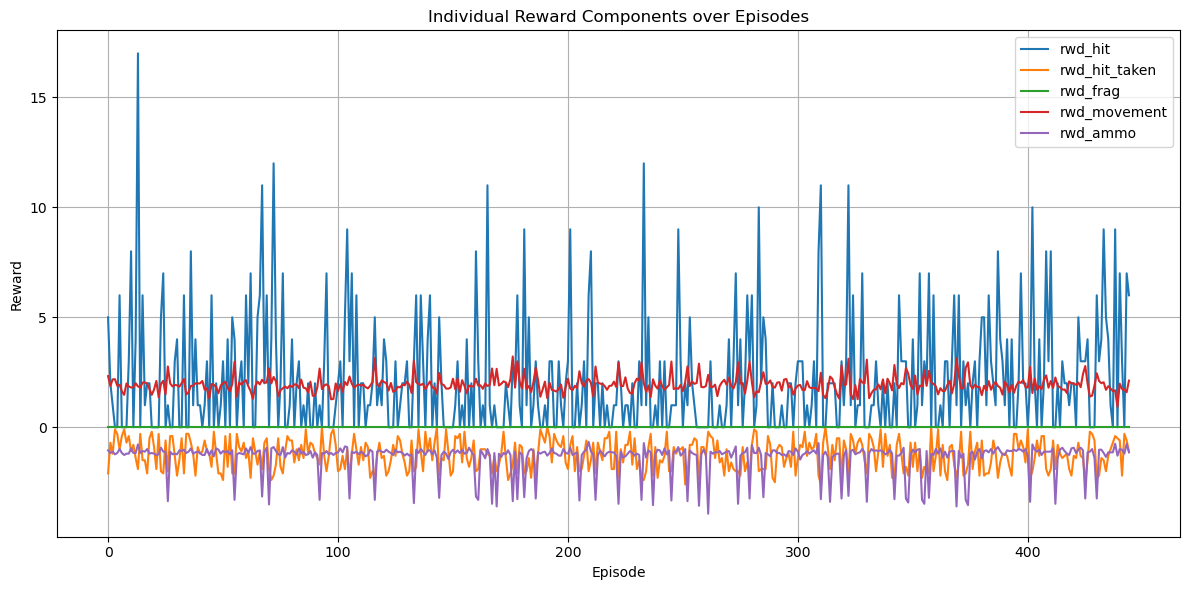 Individual Reward Components over Episodes
rwd_hit
rwd_hit_taken
rwd_frag
rwd_movement
rwd_ammo
15
10
5
0
Reward
0 100 200 300 400
Episode